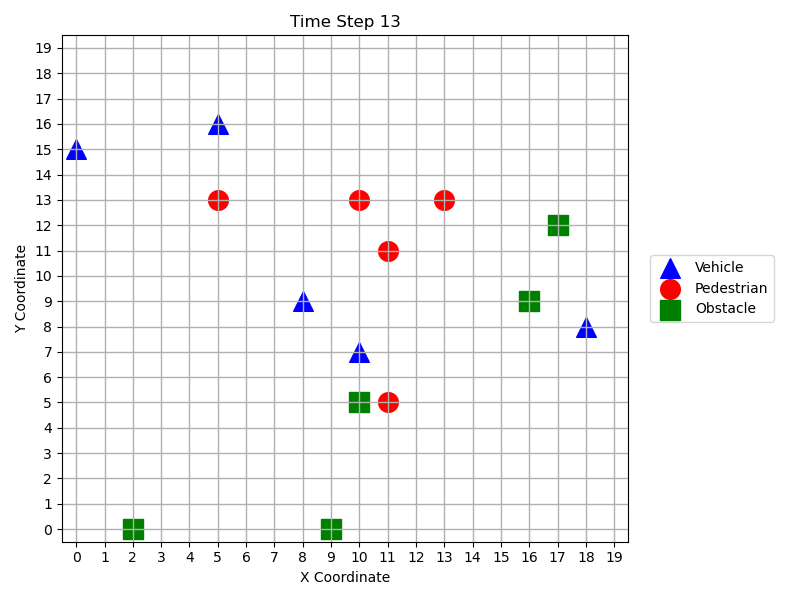 Time Step 13
19
18
17
16
15
14
13
12
11
10
9
8
7
6
5
4
3
2
1
0
Y Coordinate
0 1 2 3 4 5 6 7 8 9 10 11 12 13 14 15 16 17 18 19
X Coordinate
Vehicle
Pedestrian
Obstacle